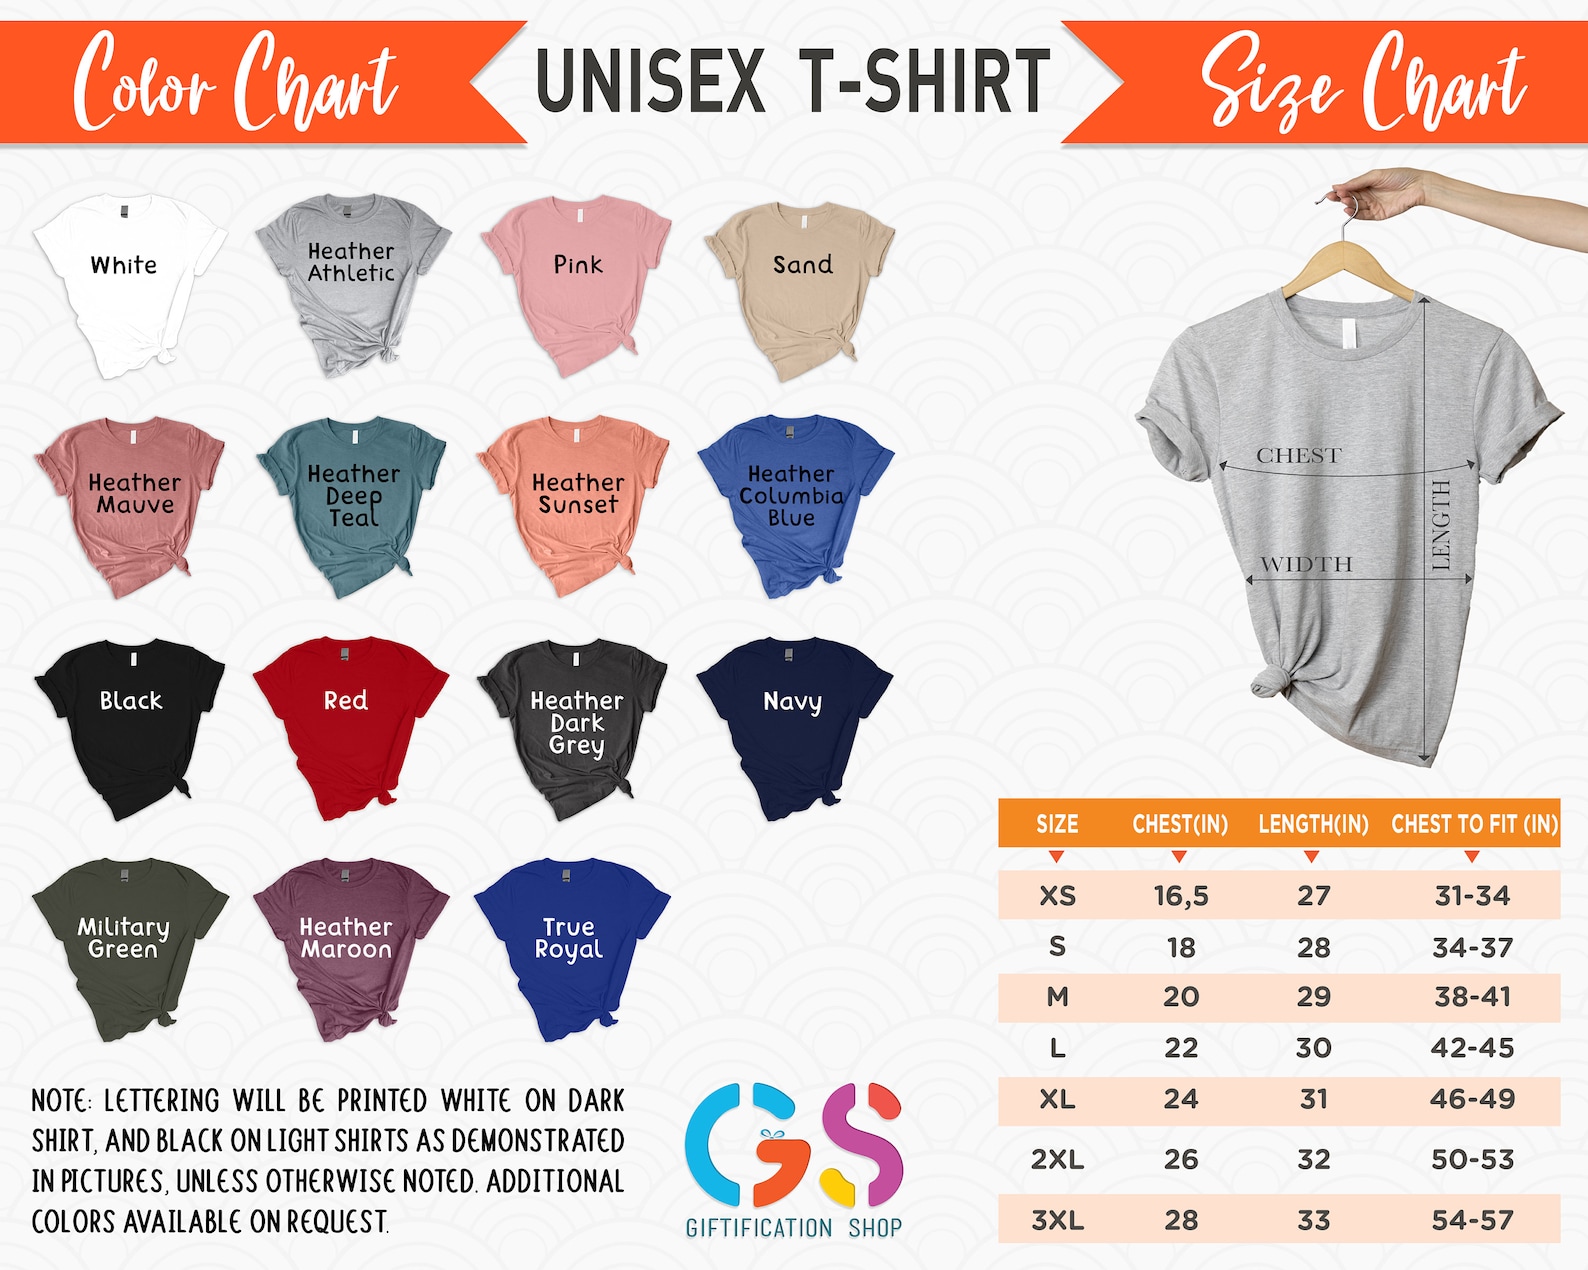 Color Chart
UNISEX T-SHIRT
Size Chart
White
Heather
Athletic
Pink
Sand
Heather
Mauve
Heather
Deep
Teal
Heather
Sunset
Heather
Columbia
Blue
Black
Red
Heather
Dark
Grey
Navy
Military
Green
Heather
Maroon
True
Royal
NOTE: LETTERING WILL BE PRINTED WHITE ON DARK
SHIRT, AND BLACK ON LIGHT SHIRTS AS DEMONSTRATED
IN PICTURES, UNLESS OTHERWISE NOTED. ADDITIONAL
COLORS AVAILABLE ON REQUEST.
GS
GIFTIFICATION SHOP
CHEST
WIDTH
LENGTH
SIZE CHEST(IN) LENGTH(IN) CHEST TO FIT (IN)
XS 16,5 27 31-34
S 18 28 34-37
M 20 29 38-41
L 22 30 42-45
XL 24 31 46-49
2XL 26 32 50-53
3XL 28 33 54-57